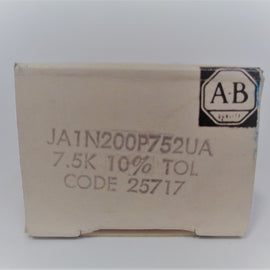 A-B
JA1N200P752UA
7.5K 10% TOL
CODE 25717